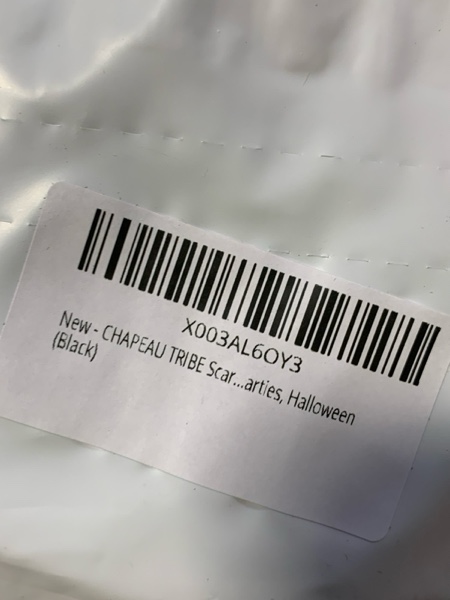 X003AL6OY3
New - CHAPEAU TRIBE Scar...arties, Halloween
(Black)